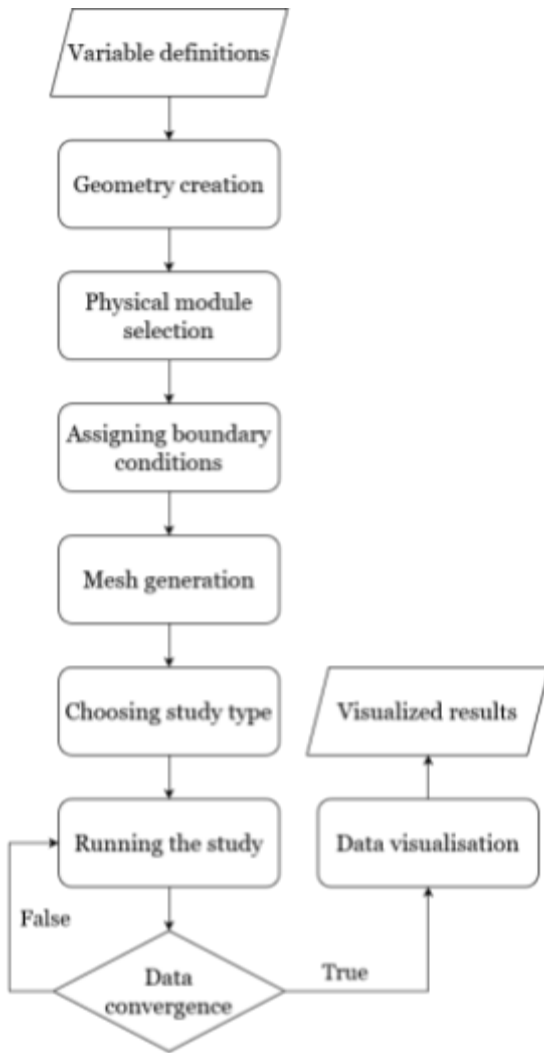 Variable definitions
Geometry creation
Physical module
selection
Assigning boundary
conditions
Mesh generation
Choosing study type
Running the study
False
Data
convergence
True
Data visualisation
Visualized results